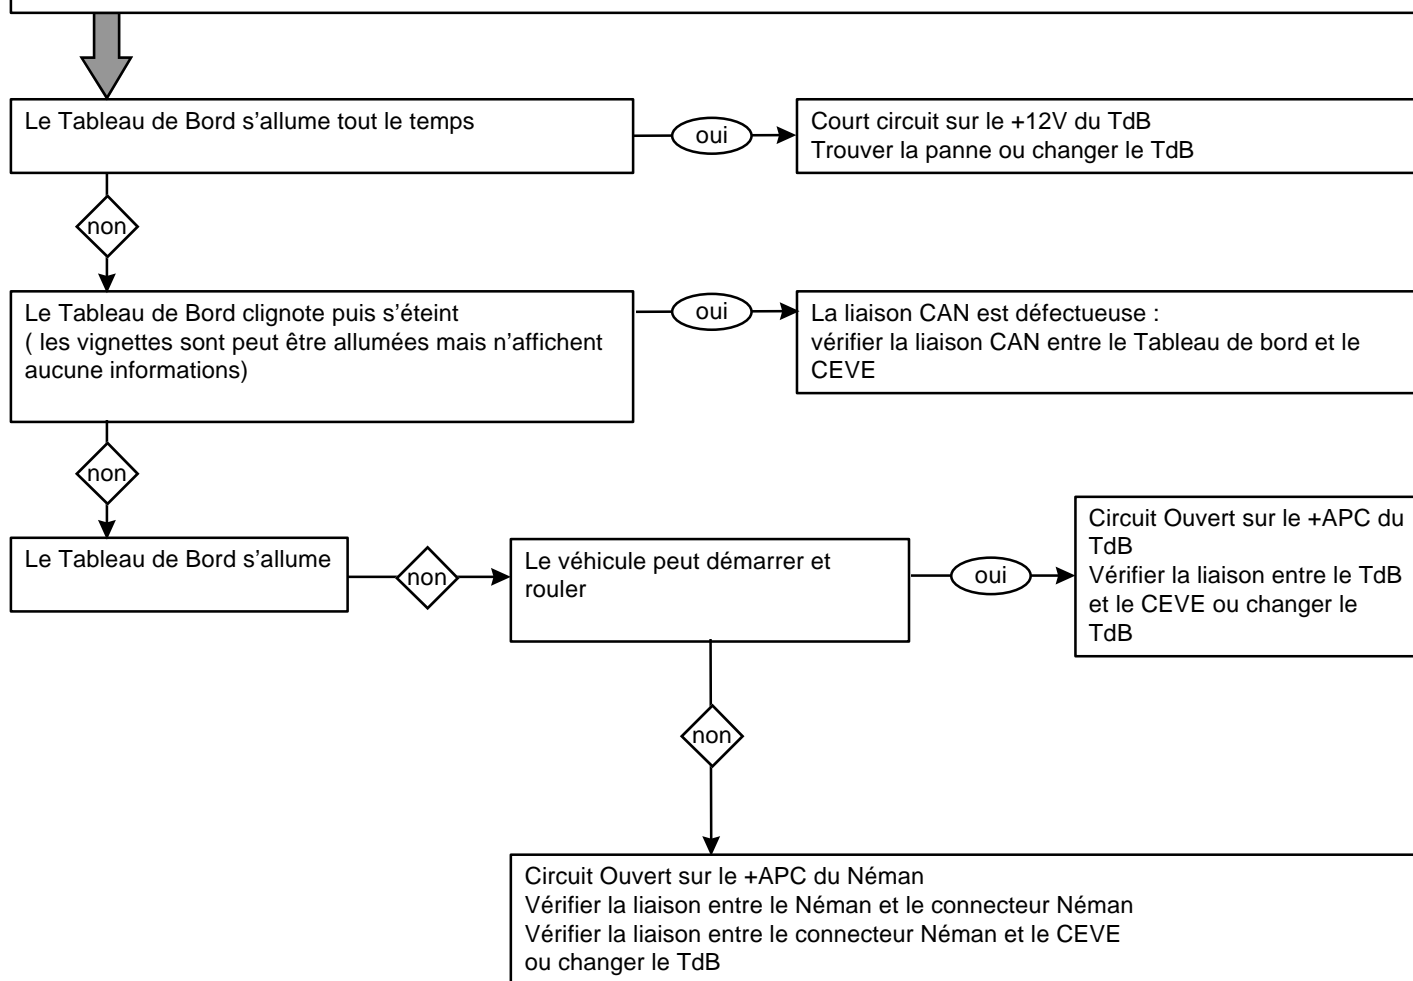 Le Tableau de Bord s'allume tout le temps
oui
Court circuit sur le +12V du TdB
Trouver la panne ou changer le TdB
non
Le Tableau de Bord clignote puis s'éteint
( les vignettes sont peut être allumées mais n'affichent
aucune informations)
oui
La liaison CAN est défectueuse :
vérifier la liaison CAN entre le Tableau de bord et le
CEVE
non
Le Tableau de Bord s'allume
non
Le véhicule peut démarrer et
rouler
oui
Circuit Ouvert sur le +APC du
TdB
Vérifier la liaison entre le TdB
et le CEVE ou changer le
TdB
non
Circuit Ouvert sur le +APC du Néman
Vérifier la liaison entre le Néman et le connecteur Néman
Vérifier la liaison entre le connecteur Néman et le CEVE
ou changer le TdB